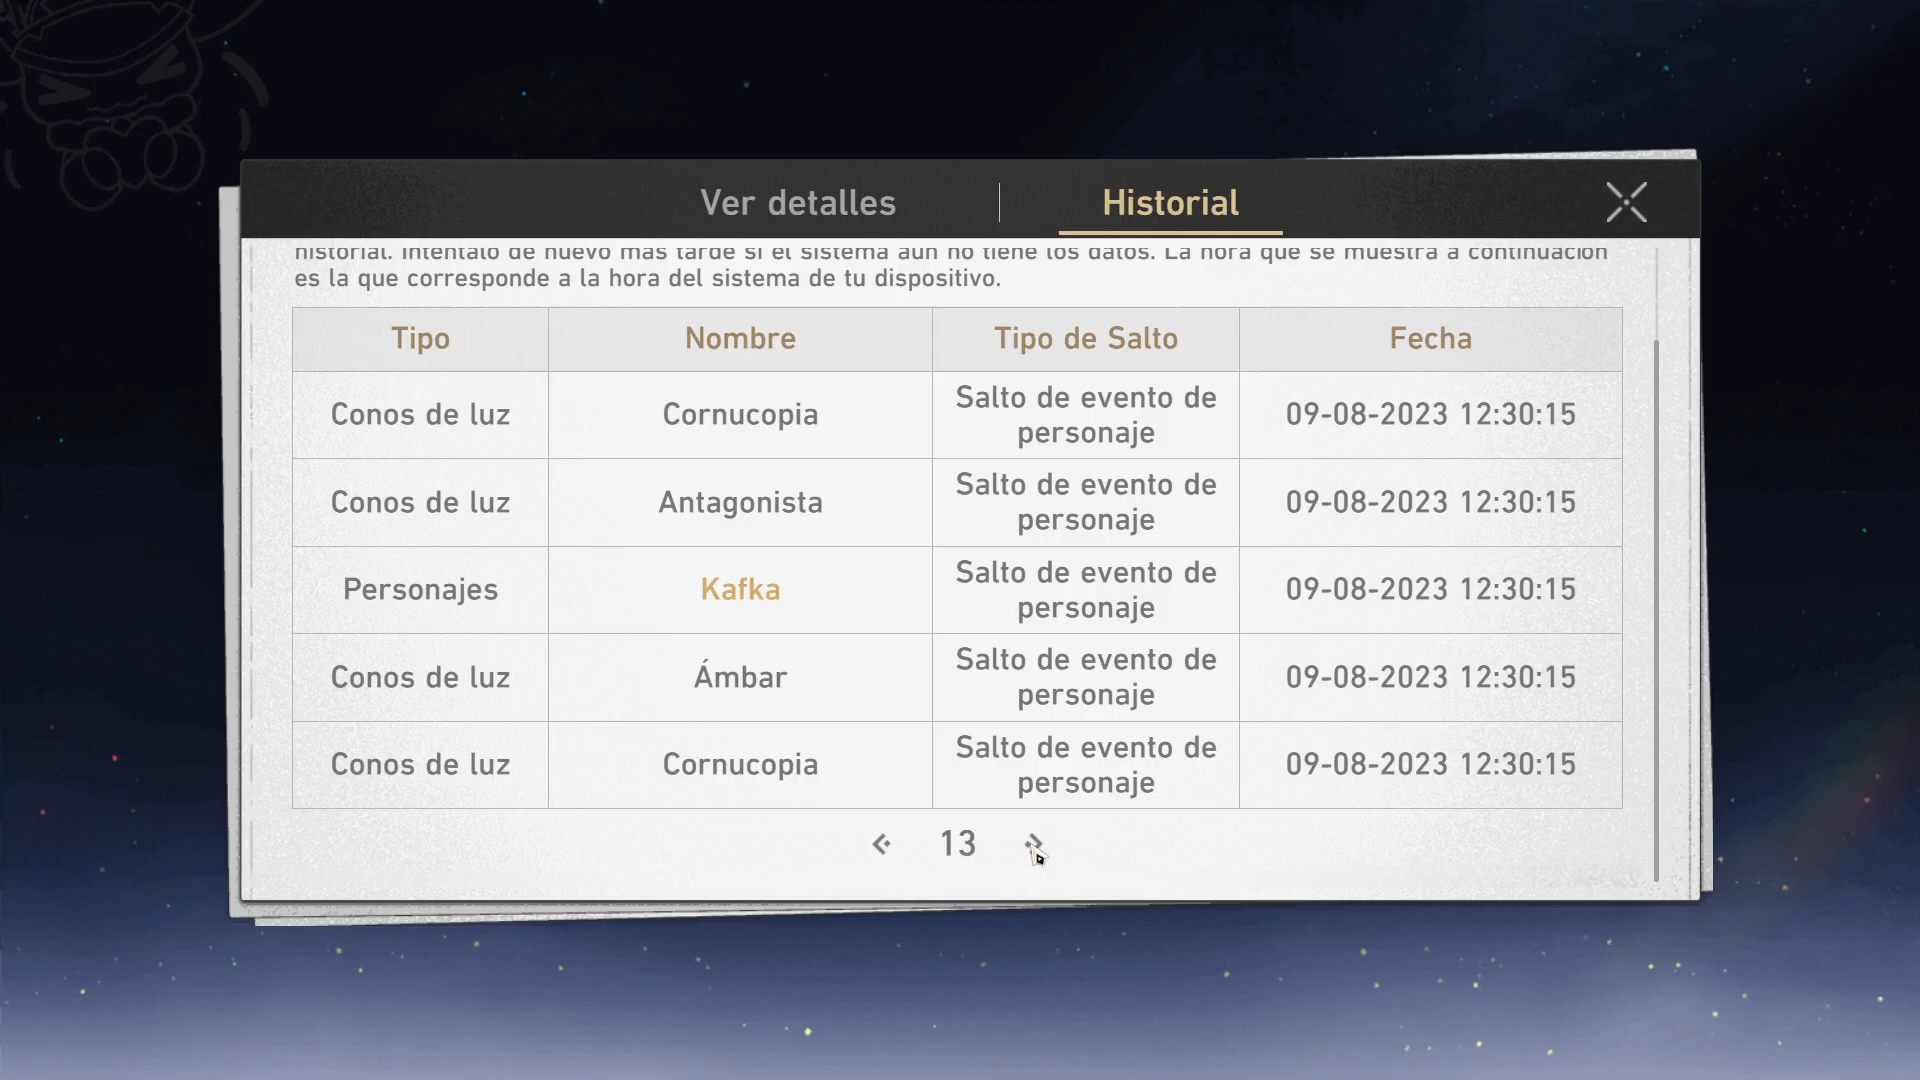 Ver detalles
Historial
historial. Inténtalo de nuevo más tarde si el sistema aún no tiene los datos. La hora que se muestra a continuación
es la que corresponde a la hora del sistema de tu dispositivo.
Tipo Nombre Tipo de Salto Fecha
Conos de luz Cornucopia Salto de evento de personaje 09-08-2023 12:30:15
Conos de luz Antagonista Salto de evento de personaje 09-08-2023 12:30:15
Personajes Kafka Salto de evento de personaje 09-08-2023 12:30:15
Conos de luz Ámbar Salto de evento de personaje 09-08-2023 12:30:15
Conos de luz Cornucopia Salto de evento de personaje 09-08-2023 12:30:15
13